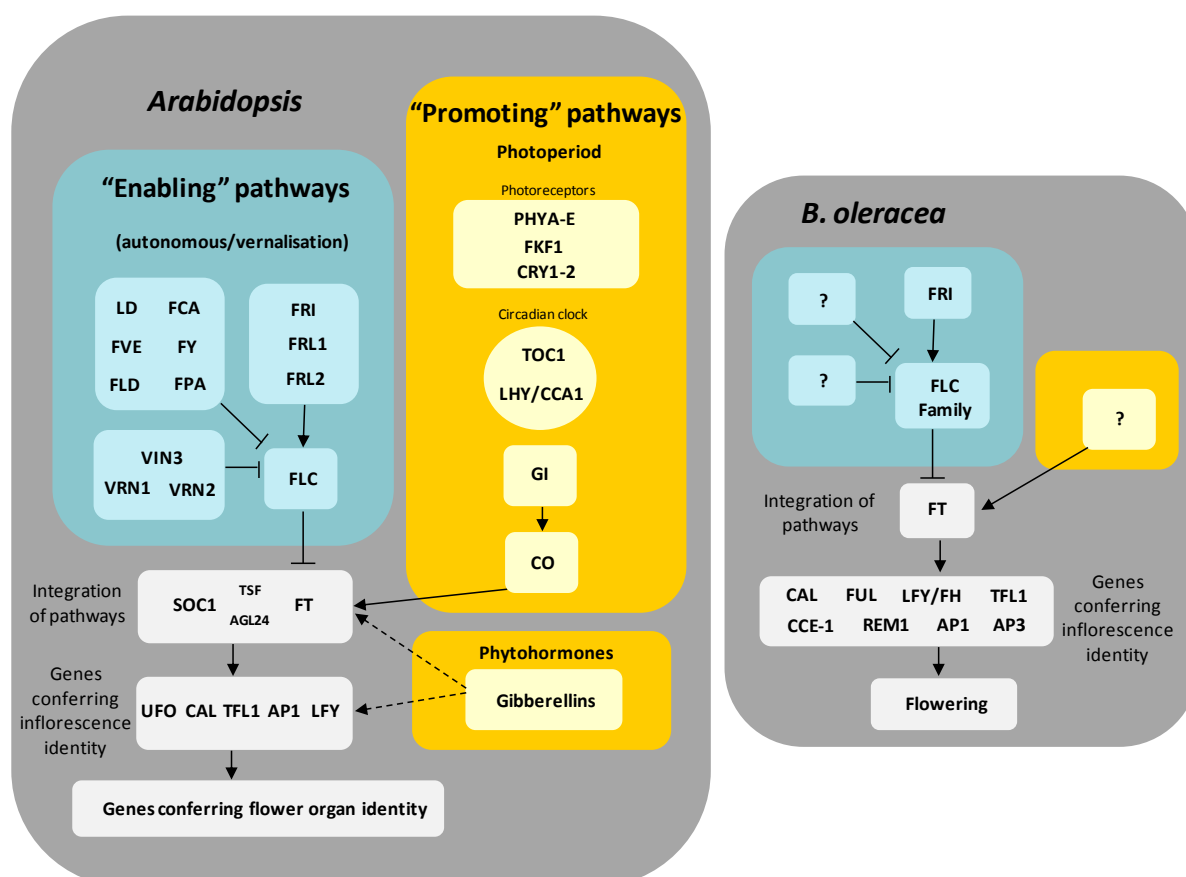 Arabidopsis
“Enabling” pathways
(autonomous/vernalisation)
LD FCA
FVE FY
FLD FPA
FRI
FRL1
FRL2
VIN3
VRN1 VRN2
FLC
“Promoting” pathways
Photoperiod
Photoreceptors
PHYA-E
FKF1
CRY1-2
Circadian clock
TOC1
LHY/CCA1
GI
CO
Integration
of pathways
SOC1 TSF FT
AGL24
Phytohormones
Gibberellins
Genes
conferring
inflorescence
identity
UFO CAL TFL1 AP1 LFY
Genes conferring flower organ identity
B. oleracea
?
FRI
?
FLC
Family
?
Integration of
pathways
FT
CAL FUL LFY/FH TFL1
CCE-1 REM1 AP1 AP3
Genes
conferring
inflorescence
identity
Flowering